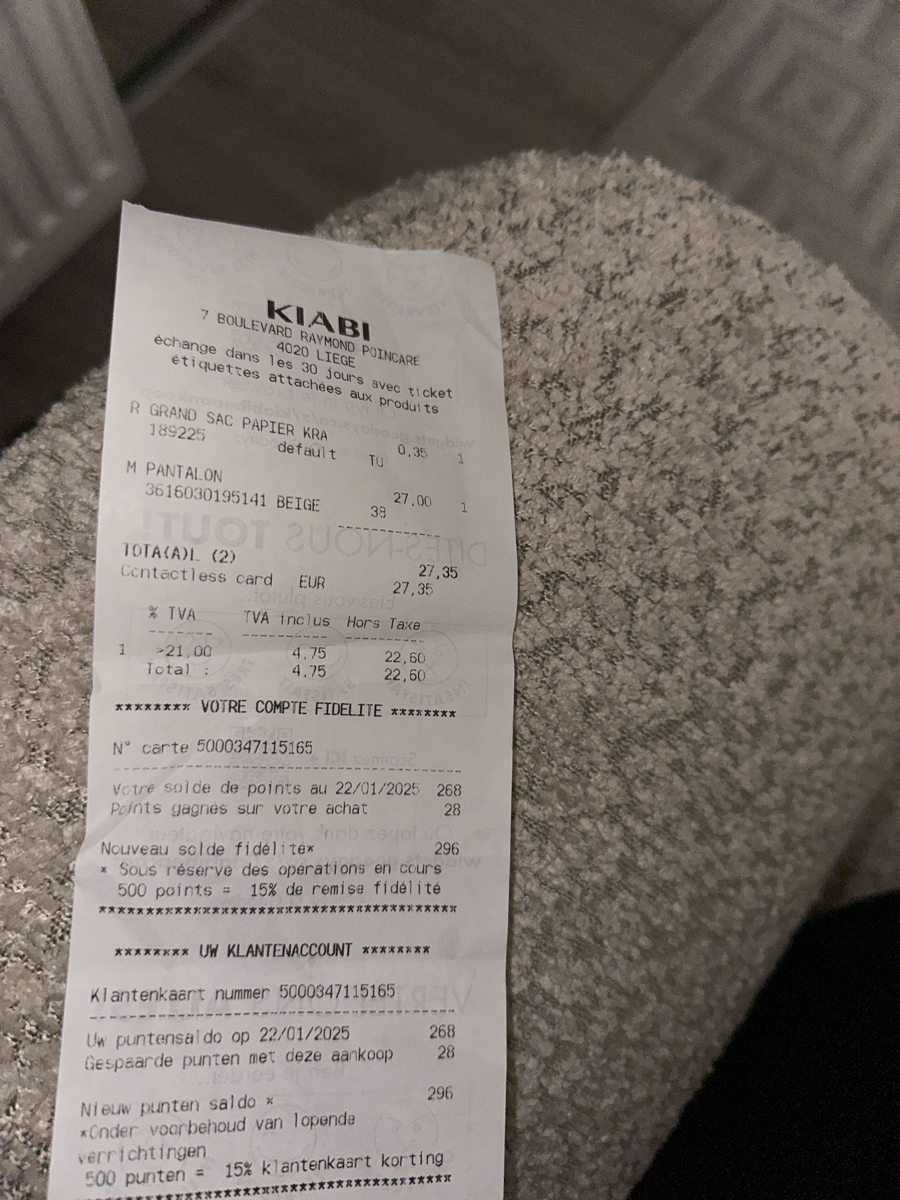 KIABI
7 BOULEVARD RAYMOND POINCARE
4020 LIEGE
échange dans les 30 jours avec ticket
étiquettes attachées aux produits
R GRAND SAC PAPIER KRA
0,35 1
189225 default TU
M PANTALON
27,00 1
3616030195141 BEIGE 38
TOTA(A)L (2) 27,35
Contactless card EUR 27,35
% TVA TVA inclus Hors Taxe
1 >21,00 4,75 22,60
Total : 4,75 22,60
******** VOTRE COMPTE FIDELITE ********
N° carte 5000347115165
Votre solde de points au 22/01/2025 268
Points gagnés sur votre achat 28
Nouveau solde fidélité* 296
* Sous réserve des opérations en cours
500 points = 15% de remise fidélité
**************************************
******** UW KLANTENACCOUNT ********
Klantenkaart nummer 5000347115165
Uw puntensaldo op 22/01/2025 268
Gespaarde punten met deze aankoop 28
Nieuw punten saldo * 296
*Onder voorbehoud van lopende
verrichtingen
500 punten = 15% klantenkaart korting
**************************************